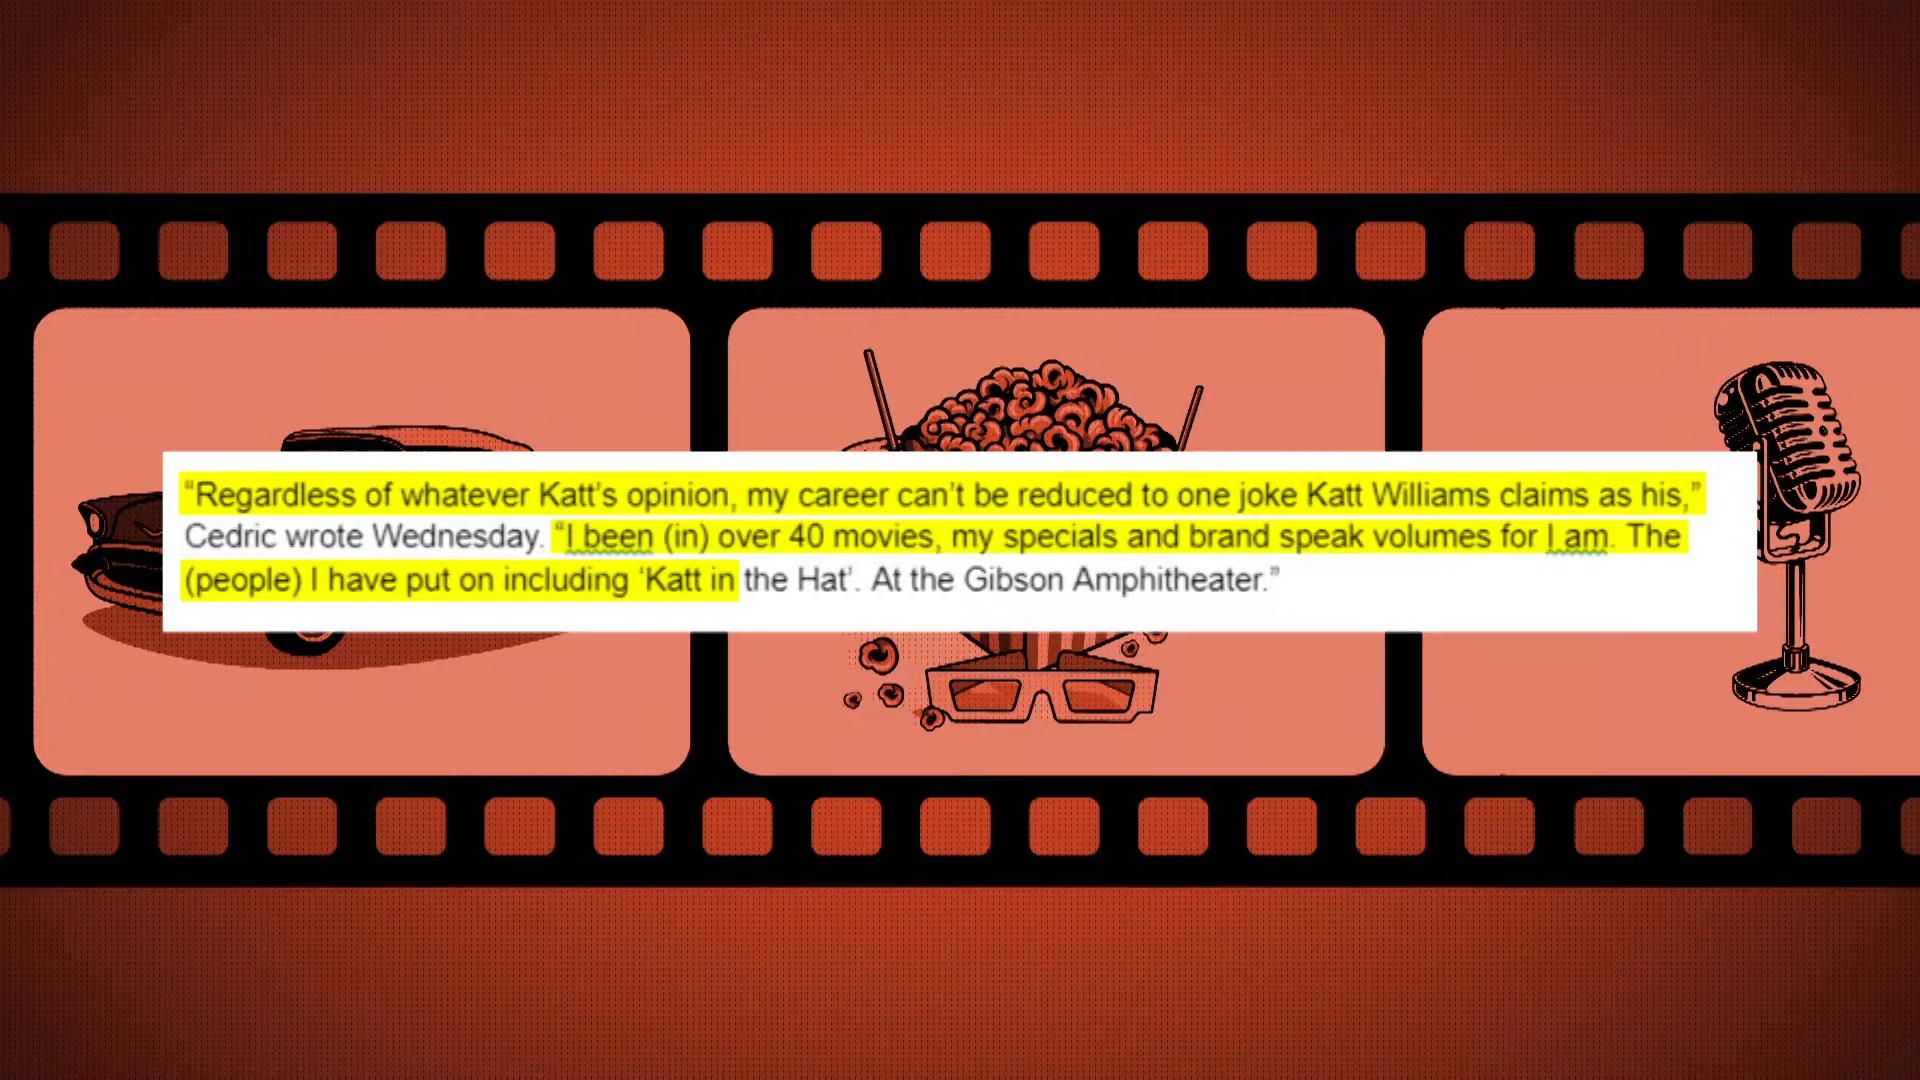 “Regardless of whatever Katt’s opinion, my career can’t be reduced to one joke Katt Williams claims as his,”
Cedric wrote Wednesday. “I been (in) over 40 movies, my specials and brand speak volumes for I am. The
(people) I have put on including ‘Katt in the Hat’. At the Gibson Amphitheater.”